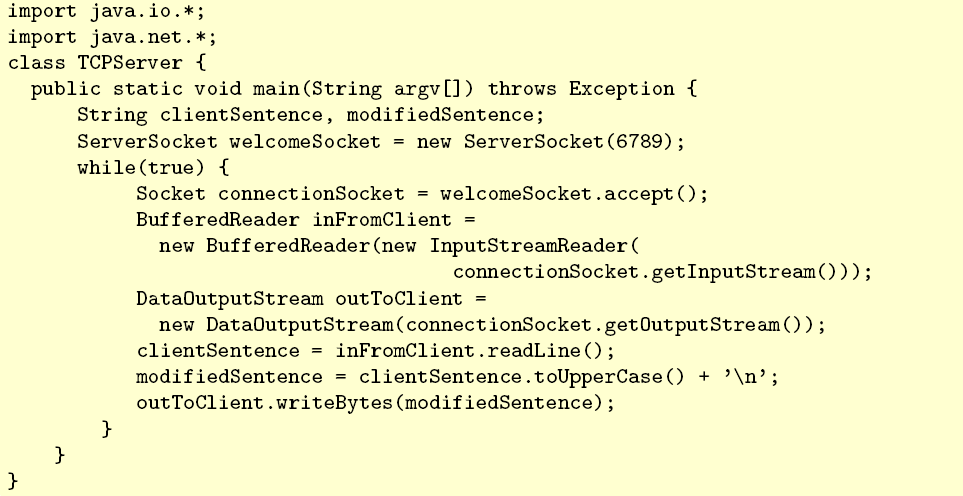 import java.io.*;
import java.net.*;
class TCPServer {
  public static void main(String argv[]) throws Exception {
      String clientSentence, modifiedSentence;
      ServerSocket welcomeSocket = new ServerSocket(6789);
      while(true) {
           Socket connectionSocket = welcomeSocket.accept();
           BufferedReader inFromClient =
             new BufferedReader(new InputStreamReader(
                                      connectionSocket.getInputStream()));
           DataOutputStream outToClient =
             new DataOutputStream(connectionSocket.getOutputStream());
           clientSentence = inFromClient.readLine();
           modifiedSentence = clientSentence.toUpperCase() + ’\n’;
           outToClient.writeBytes(modifiedSentence);
        }
    }
}